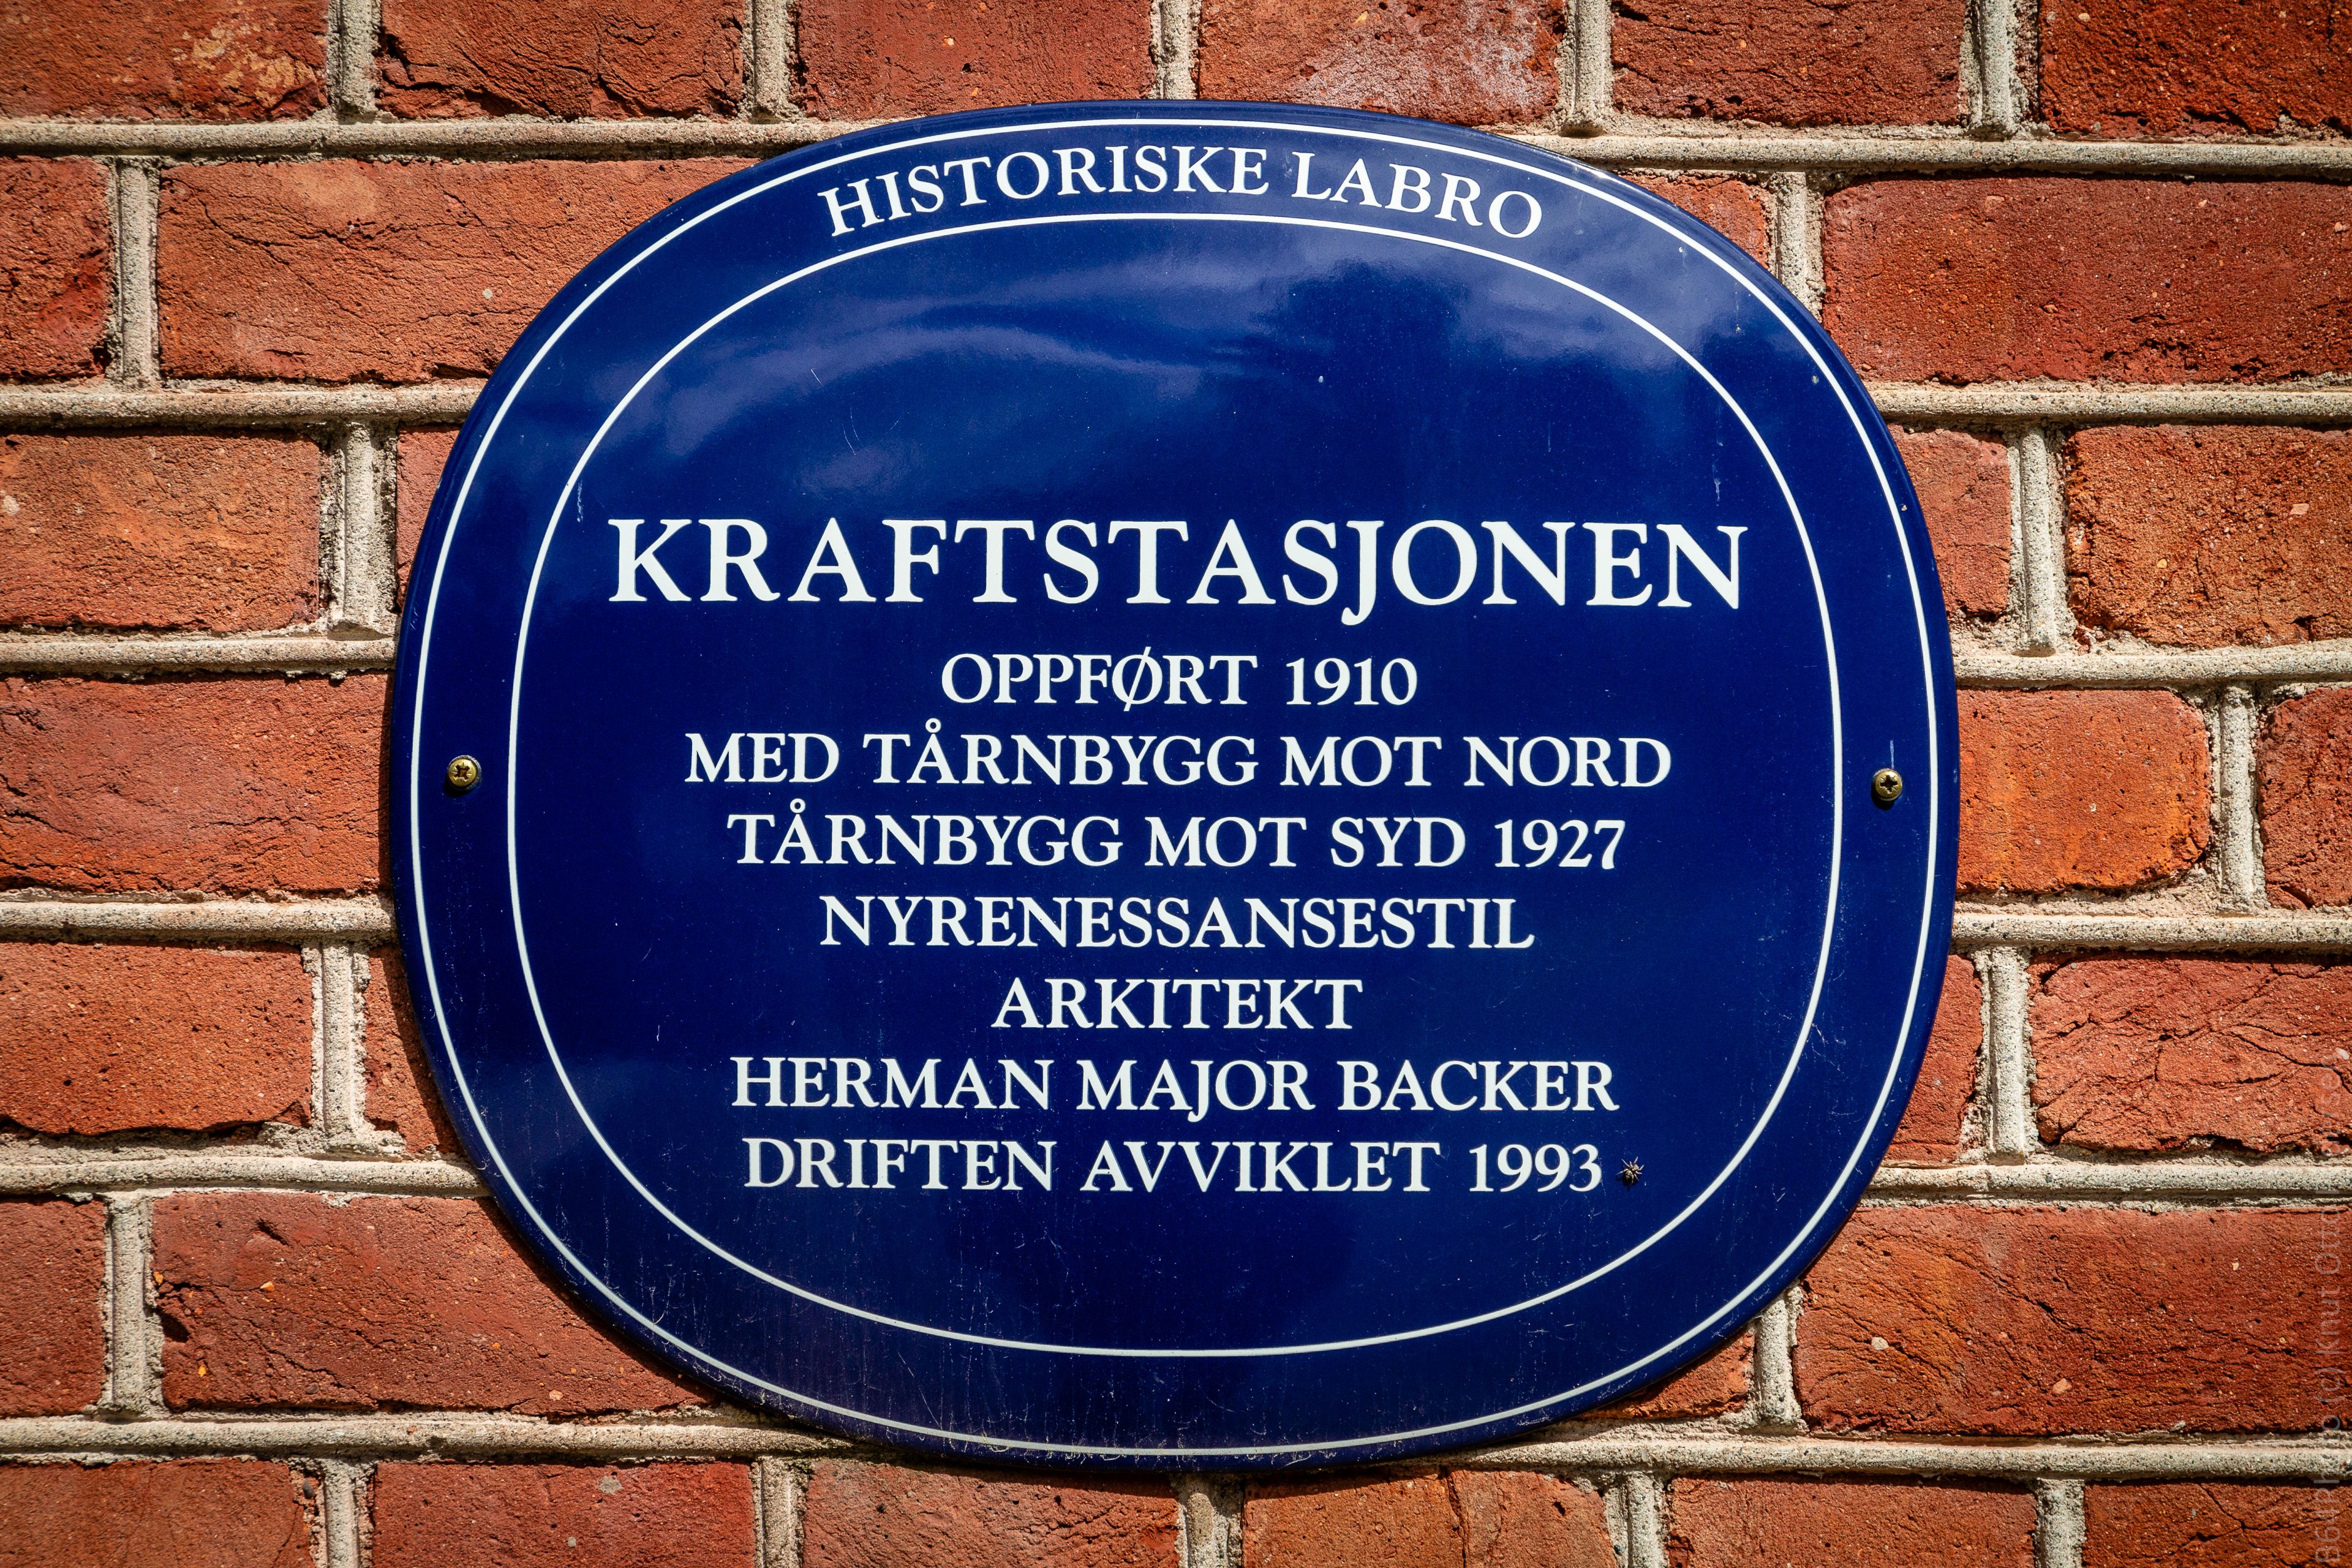 HISTORISKE LABRO
KRAFTSTASJONEN
OPPFØRT 1910
MED TÅRNBYGG MOT NORD
TÅRNBYGG MOT SYD 1927
NYRENESSANSESTIL
ARKITEKT
HERMAN MAJOR BACKER
DRIFTEN AVVIKLET 1993
knut